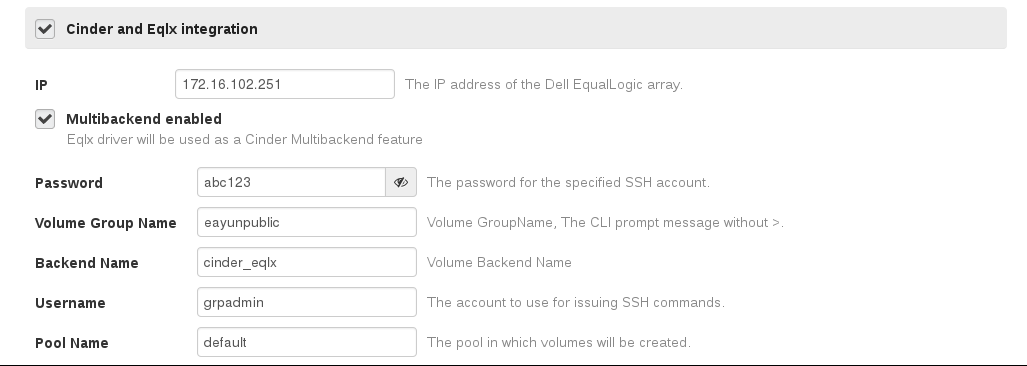 Cinder and Eqlx integration
IP 172.16.102.251 The IP address of the Dell EqualLogic array.
Multibackend enabled
Eqlx driver will be used as a Cinder Multibackend feature
Password abc123 The password for the specified SSH account.
Volume Group Name eayunpublic Volume GroupName, The CLI prompt message without >.
Backend Name cinder_eqlx Volume Backend Name
Username grpadmin The account to use for issuing SSH commands.
Pool Name default The pool in which volumes will be created.